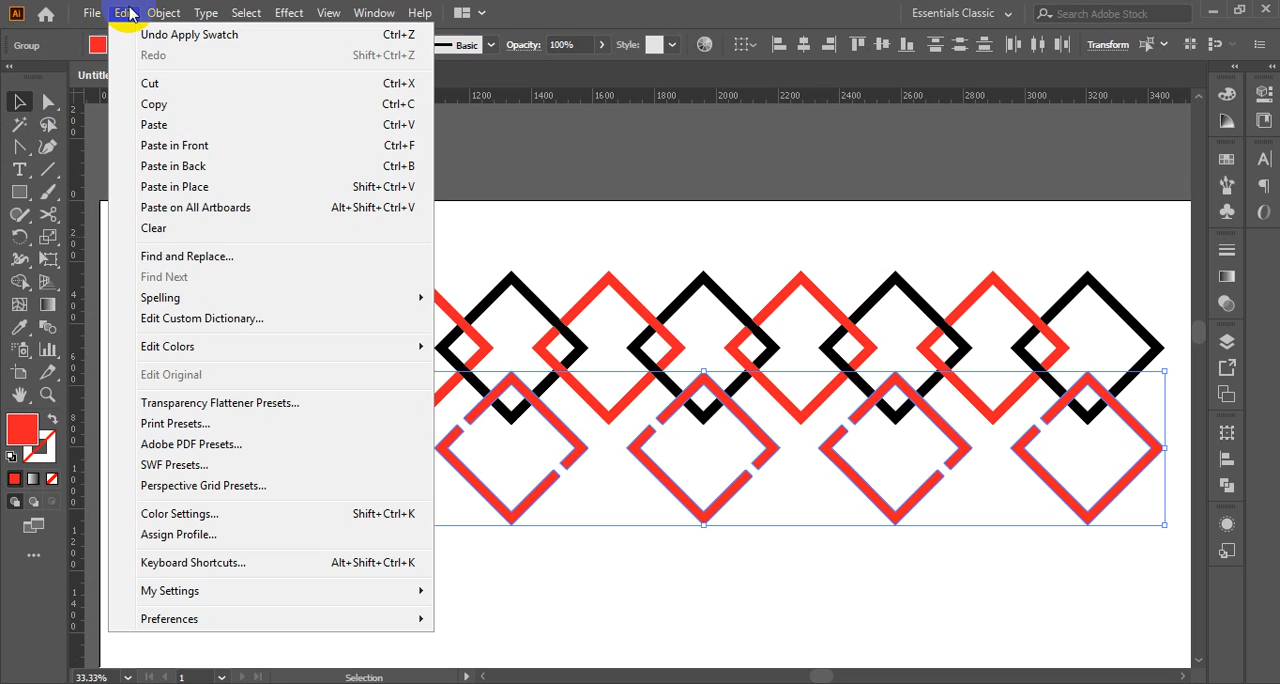 Ai File Edit Object Type Select Effect View Window Help Essentials Classic Search Adobe Stock
Group Basic Opacity: 100% Style: Transform
Untitle
1200 1400 1600 1800 2000 2200 2400 2600 2800 3000 3200 3400
Undo Apply Swatch Ctrl+Z
Redo Shift+Ctrl+Z
Cut Ctrl+X
Copy Ctrl+C
Paste Ctrl+V
Paste in Front Ctrl+F
Paste in Back Ctrl+B
Paste in Place Shift+Ctrl+V
Paste on All Artboards Alt+Shift+Ctrl+V
Clear
Find and Replace...
Find Next
Spelling
Edit Custom Dictionary...
Edit Colors
Edit Original
Transparency Flattener Presets...
Print Presets...
Adobe PDF Presets...
SWF Presets...
Perspective Grid Presets...
Color Settings... Shift+Ctrl+K
Assign Profile...
Keyboard Shortcuts... Alt+Shift+Ctrl+K
My Settings
Preferences
33.33% 1 Selection